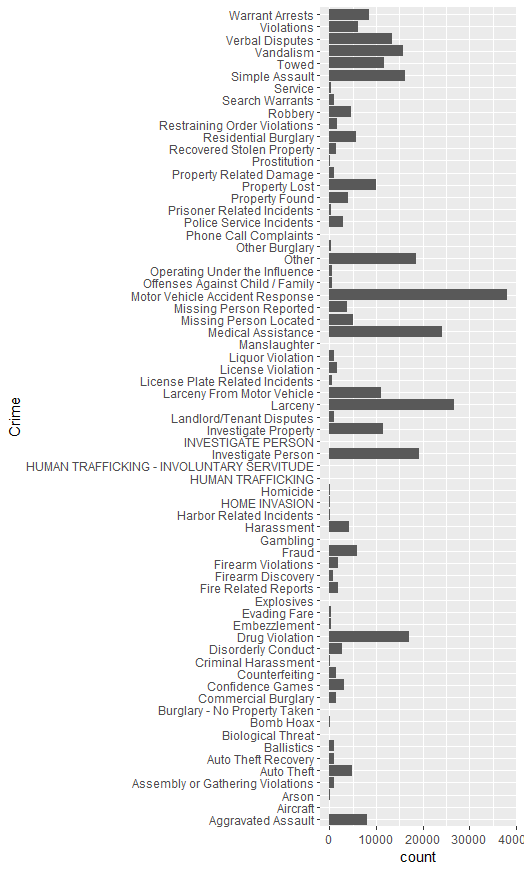 Warrant Arrests
Violations
Verbal Disputes
Vandalism
Towed
Simple Assault
Service
Search Warrants
Robbery
Restraining Order Violations
Residential Burglary
Recovered Stolen Property
Prostitution
Property Related Damage
Property Lost
Property Found
Prisoner Related Incidents
Police Service Incidents
Phone Call Complaints
Other Burglary
Other
Operating Under the Influence
Offenses Against Child / Family
Motor Vehicle Accident Response
Missing Person Reported
Missing Person Located
Medical Assistance
Manslaughter
Liquor Violation
License Violation
License Plate Related Incidents
Larceny From Motor Vehicle
Larceny
Landlord/Tenant Disputes
Investigate Property
INVESTIGATE PERSON
Investigate Person
HUMAN TRAFFICKING - INVOLUNTARY SERVITUDE
HUMAN TRAFFICKING
Homicide
HOME INVASION
Harbor Related Incidents
Harassment
Gambling
Fraud
Firearm Violations
Firearm Discovery
Fire Related Reports
Explosives
Evading Fare
Embezzlement
Drug Violation
Disorderly Conduct
Criminal Harassment
Counterfeiting
Confidence Games
Commercial Burglary
Burglary - No Property Taken
Bomb Hoax
Biological Threat
Ballistics
Auto Theft Recovery
Auto Theft
Assembly or Gathering Violations
Arson
Aircraft
Aggravated Assault
Crime
0 10000 20000 30000 4000
count